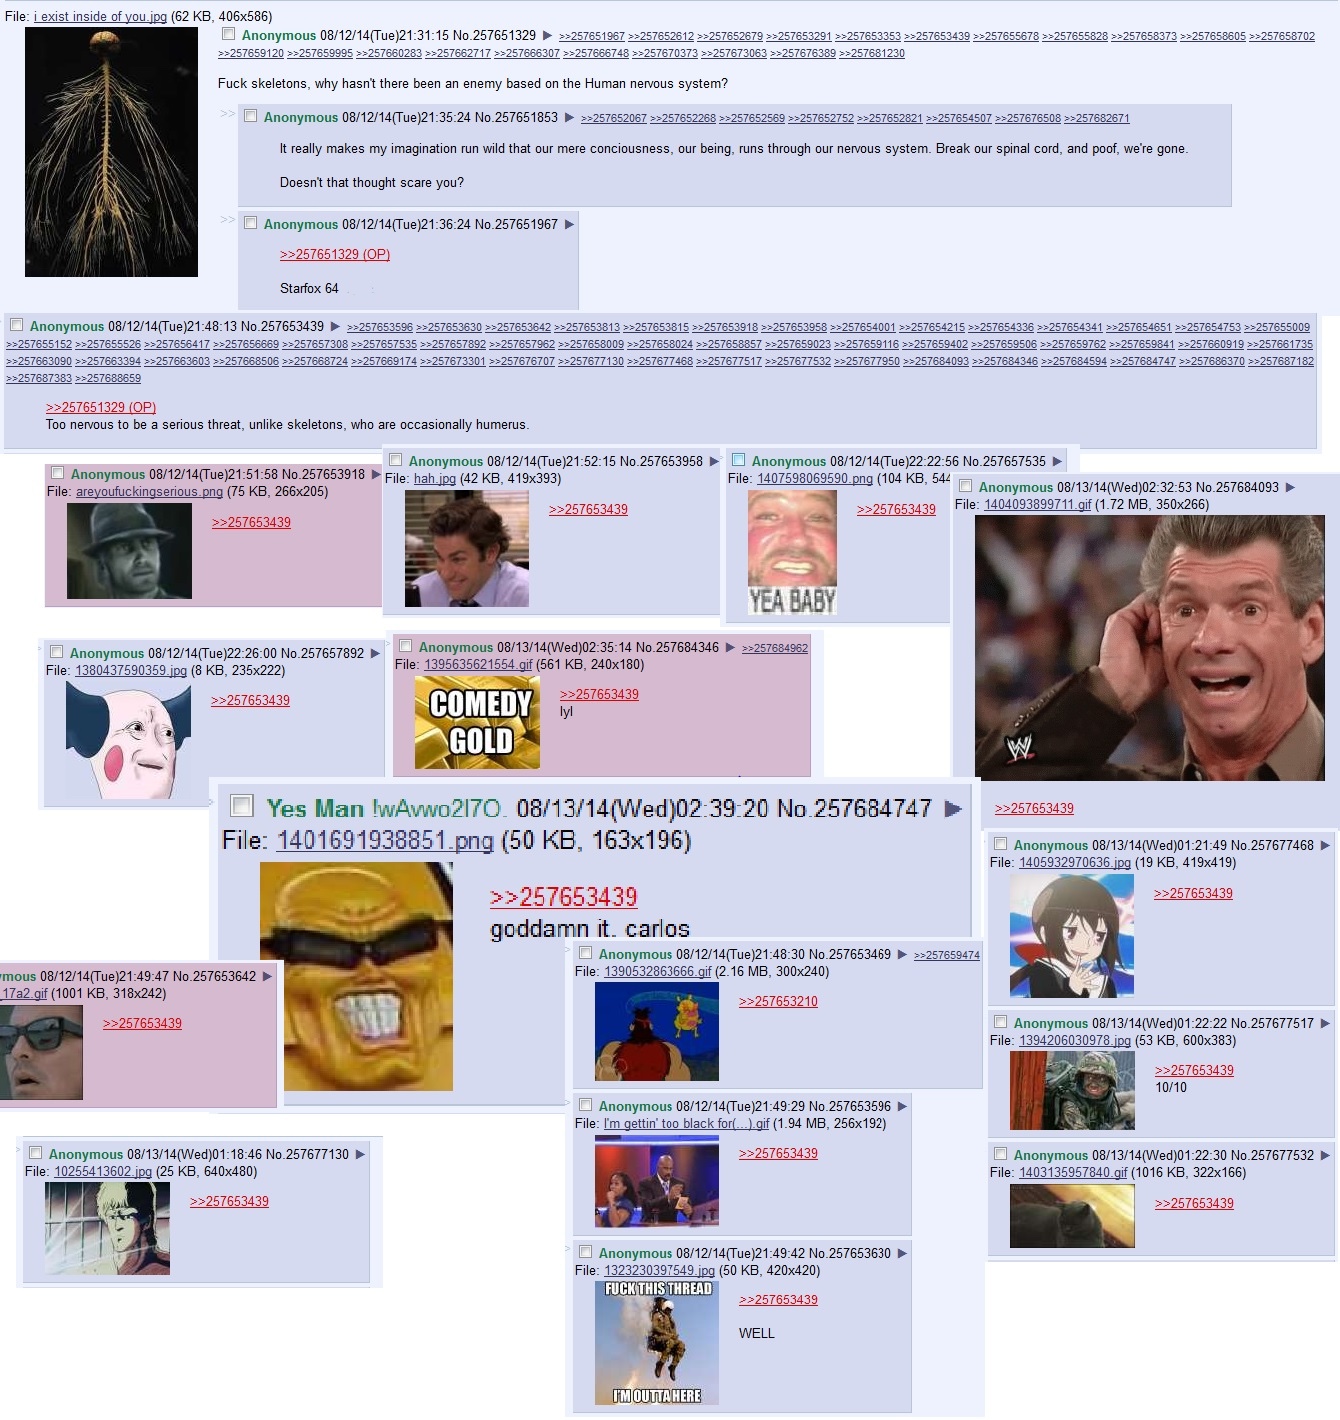 File: i exist inside of you.jpg (62 KB, 406x586)
Anonymous 08/12/14(Tue)21:31:15 No.257651329 ▶ >>257651967 >>257652612 >>257652679 >>257653291 >>257653353 >>257653439 >>257655678 >>257655828 >>257658373 >>257658605 >>257658702
>>257659120 >>257659995 >>257660283 >>257662717 >>257666307 >>257666748 >>257670373 >>257673063 >>257676389 >>257681230
Fuck skeletons, why hasn't there been an enemy based on the Human nervous system?
>> Anonymous 08/12/14(Tue)21:35:24 No.257651853 ▶ >>257652067 >>257652268 >>257652569 >>257652752 >>257652821 >>257654507 >>257676508 >>257682671
It really makes my imagination run wild that our mere conciousness, our being, runs through our nervous system. Break our spinal cord, and poof, we're gone.
Doesn't that thought scare you?
>> Anonymous 08/12/14(Tue)21:36:24 No.257651967 ▶
>>257651329 (OP)
Starfox 64
Anonymous 08/12/14(Tue)21:48:13 No.257653439 ▶ >>257653596 >>257653630 >>257653642 >>257653813 >>257653815 >>257653918 >>257653958 >>257654001 >>257654215 >>257654336 >>257654341 >>257654651 >>257654753 >>257655009
>>257655152 >>257655526 >>257656417 >>257656669 >>257657308 >>257657535 >>257657892 >>257657962 >>257658009 >>257658024 >>257658857 >>257659023 >>257659116 >>257659402 >>257659506 >>257659762 >>257659841 >>257660919 >>257661735
>>257663090 >>257663394 >>257663603 >>257668506 >>257668724 >>257669174 >>257673301 >>257676707 >>257677130 >>257677468 >>257677517 >>257677532 >>257677950 >>257684093 >>257684346 >>257684594 >>257684747 >>257686370 >>257687182
>>257687383 >>257688659
>>257651329 (OP)
Too nervous to be a serious threat, unlike skeletons, who are occasionally humerus.
Anonymous 08/12/14(Tue)21:51:58 No.257653918 ▶
File: areyoufuckingserious.png (75 KB, 266x205)
>>257653439
Anonymous 08/12/14(Tue)21:52:15 No.257653958 ▶
File: hah.jpg (42 KB, 419x393)
>>257653439
Anonymous 08/12/14(Tue)22:22:56 No.257657535 ▶
File: 1407598069590.png (104 KB, 544
>>257653439
YEA BABY
Anonymous 08/13/14(Wed)02:32:53 No.257684093 ▶
File: 1404093899711.gif (1.72 MB, 350x266)
W
>>257653439
Anonymous 08/12/14(Tue)22:26:00 No.257657892 ▶
File: 1380437590359.jpg (8 KB, 235x222)
>>257653439
Anonymous 08/13/14(Wed)02:35:14 No.257684346 ▶ >>257684962
File: 1395635621554.gif (561 KB, 240x180)
>>257653439
lyl
COMEDY
GOLD
Yes Man !wAvwo2I7O. 08/13/14(Wed)02:39:20 No.257684747 ▶
File: 1401691938851.png (50 KB, 163x196)
>>257653439
goddamn it. carlos
Anonymous 08/13/14(Wed)01:21:49 No.257677468 ▶
File: 1405932970636.jpg (19 KB, 419x419)
>>257653439
Anonymous 08/12/14(Tue)21:48:30 No.257653469 ▶ >>257659474
File: 1390532863666.gif (2.16 MB, 300x240)
>>257653210
ymous 08/12/14(Tue)21:49:47 No.257653642 ▶
_17a2.gif (1001 KB, 318x242)
>>257653439
Anonymous 08/13/14(Wed)01:22:22 No.257677517 ▶
File: 1394206030978.jpg (53 KB, 600x383)
>>257653439
10/10
Anonymous 08/12/14(Tue)21:49:29 No.257653596 ▶
File: I'm gettin' too black for(...).gif (1.94 MB, 256x192)
>>257653439
Anonymous 08/13/14(Wed)01:18:46 No.257677130 ▶
File: 10255413602.jpg (25 KB, 640x480)
>>257653439
Anonymous 08/13/14(Wed)01:22:30 No.257677532 ▶
File: 1403135957840.gif (1016 KB, 322x166)
>>257653439
Anonymous 08/12/14(Tue)21:49:42 No.257653630 ▶
File: 1323230397549.jpg (50 KB, 420x420)
>>257653439
WELL
FUCK THIS THREAD
I'M OUTTA HERE